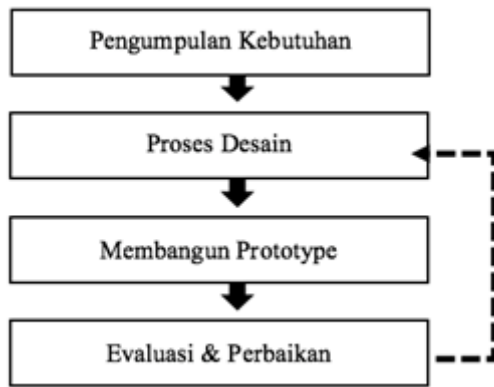 Pengumpulan Kebutuhan
Proses Desain
Membangun Prototype
Evaluasi & Perbaikan